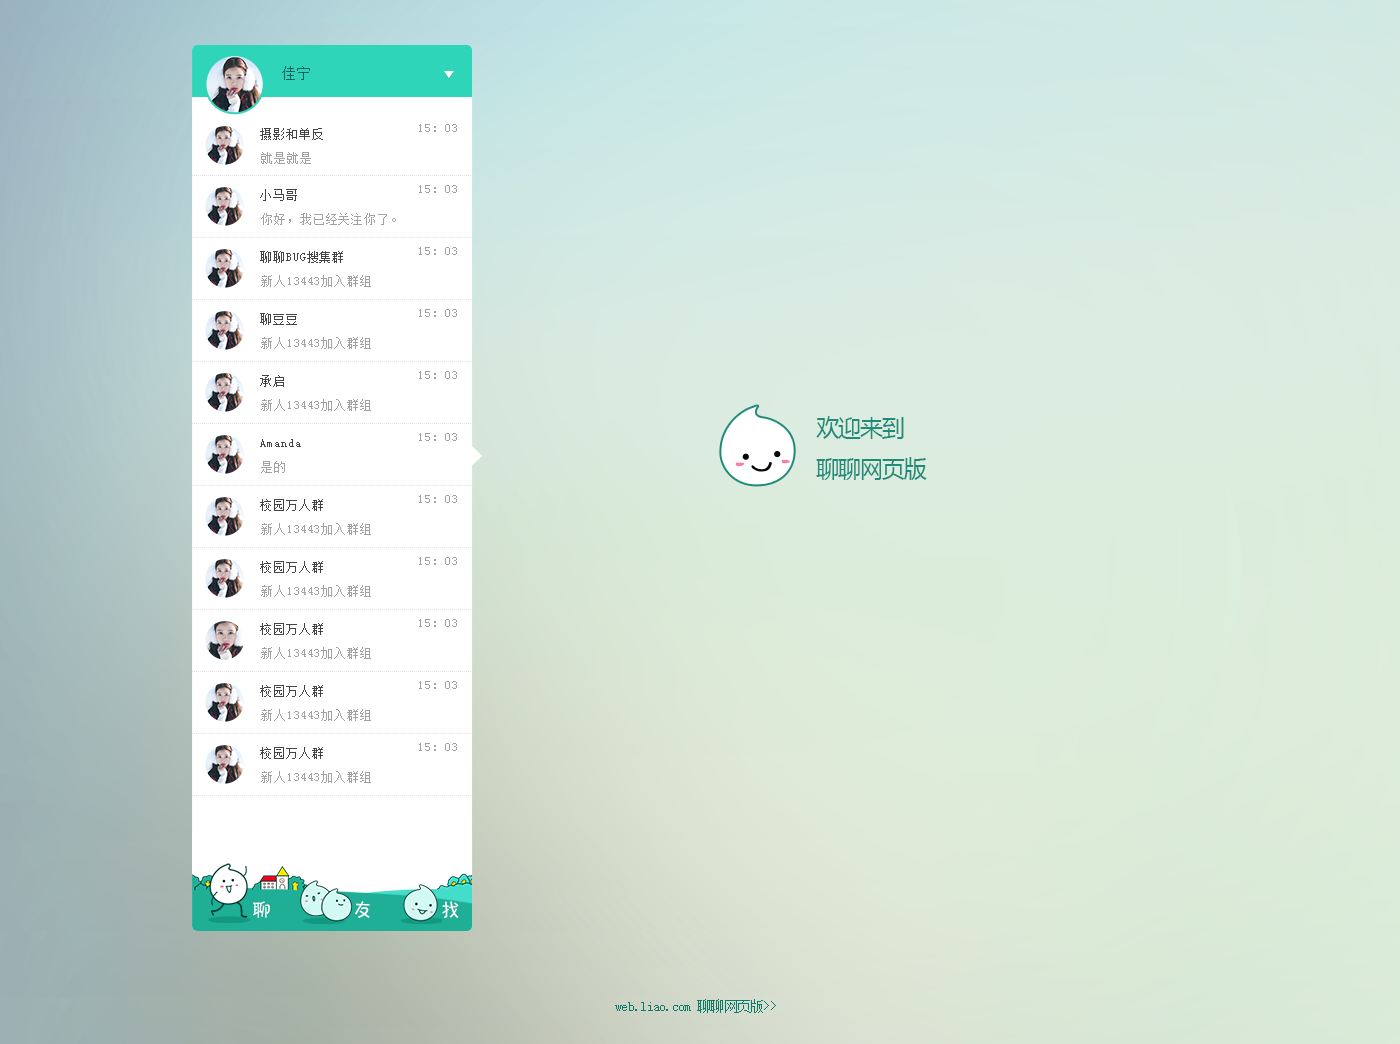 佳宁
摄影和单反 15: 03
就是就是
小马哥 15: 03
你好，我已经关注你了。
聊聊BUG搜集群 15: 03
新人13443加入群组
聊豆豆 15: 03
新人13443加入群组
承启 15: 03
新人13443加入群组
Amanda 15: 03
是的
校园万人群 15: 03
新人13443加入群组
校园万人群 15: 03
新人13443加入群组
校园万人群 15: 03
新人13443加入群组
校园万人群 15: 03
新人13443加入群组
校园万人群 15: 03
新人13443加入群组
聊 友 找
欢迎来到
聊聊网页版
web.liao.com 聊聊网页版>>